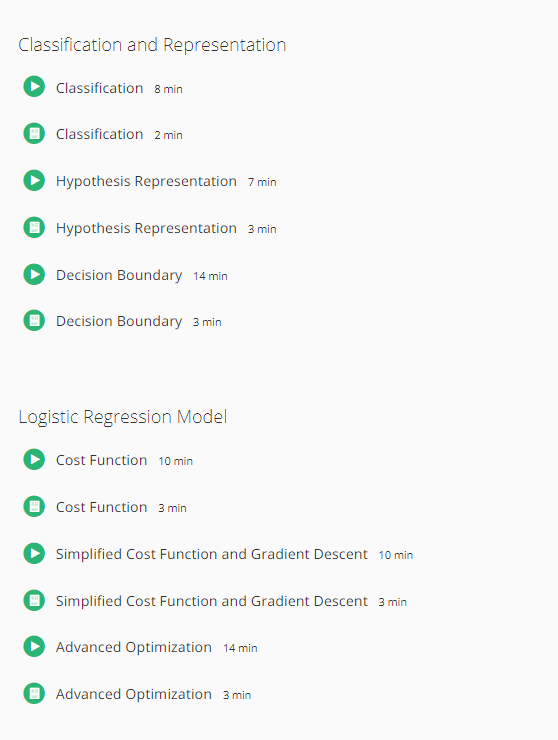 Classification and Representation
Classification 8 min
Classification 2 min
Hypothesis Representation 7 min
Hypothesis Representation 3 min
Decision Boundary 14 min
Decision Boundary 3 min
Logistic Regression Model
Cost Function 10 min
Cost Function 3 min
Simplified Cost Function and Gradient Descent 10 min
Simplified Cost Function and Gradient Descent 3 min
Advanced Optimization 14 min
Advanced Optimization 3 min